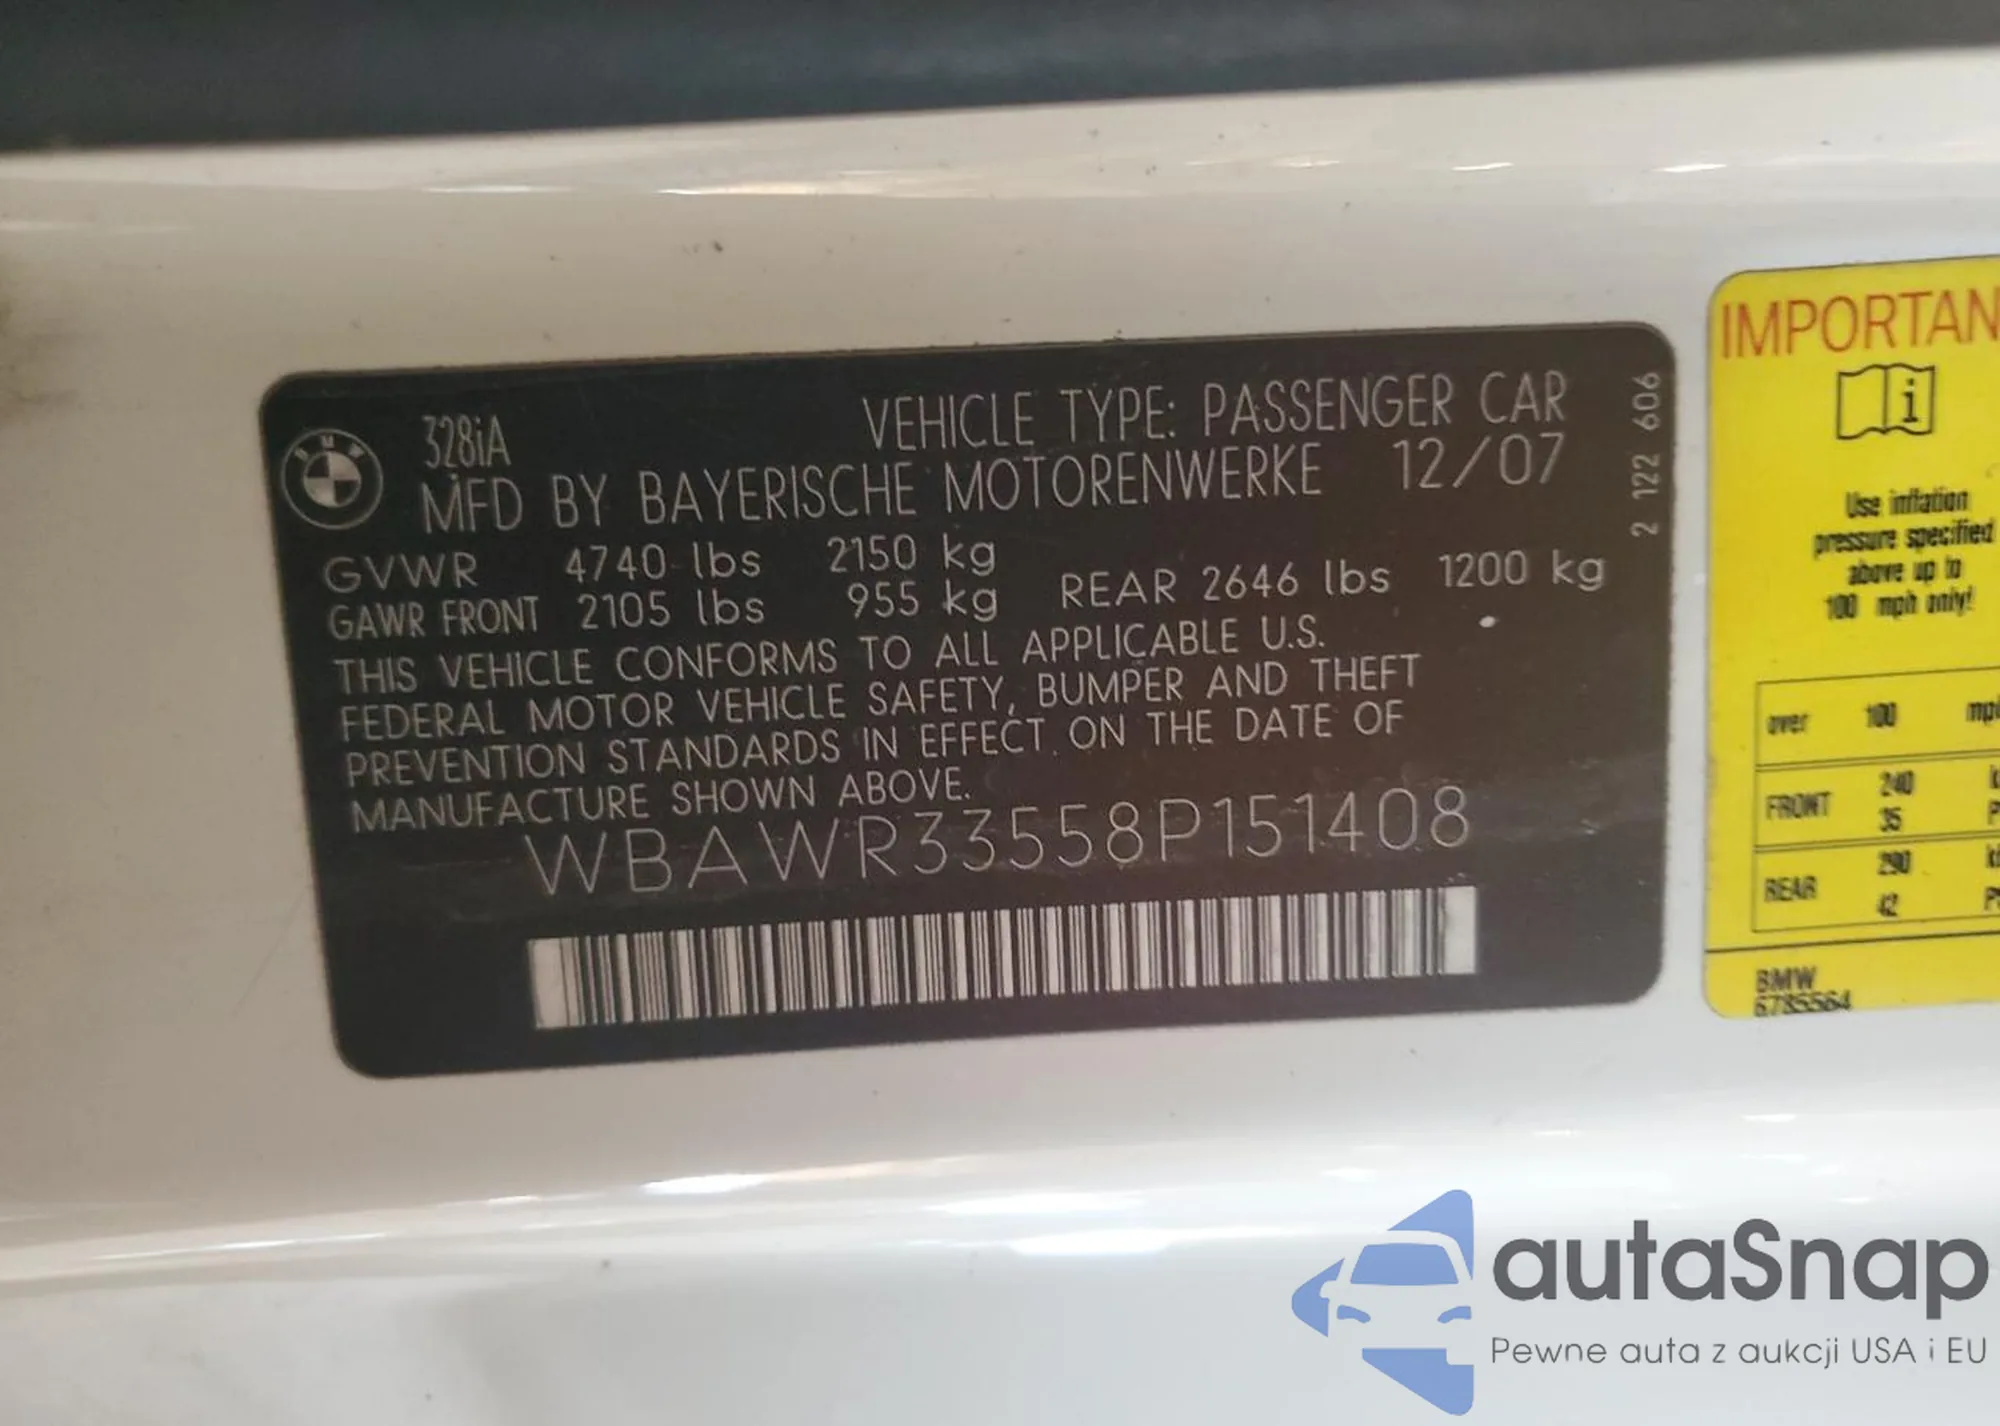 328iA
VEHICLE TYPE: PASSENGER CAR
MFD BY BAYERISCHE MOTORENWERKE 12/07
GVWR 4740 lbs 2150 kg
GAWR FRONT 2105 lbs 955 kg REAR 2646 lbs 1200 kg
THIS VEHICLE CONFORMS TO ALL APPLICABLE U.S.
FEDERAL MOTOR VEHICLE SAFETY, BUMPER AND THEFT
PREVENTION STANDARDS IN EFFECT ON THE DATE OF
MANUFACTURE SHOWN ABOVE.
WBAWR33558P151408
2 122 606
IMPORTAN
i
Use inflation
pressure specified
above up to
100 mph only!
over 100 mp
FRONT 240 k
35 P
REAR 290 k
42 P
BMW
6785564
autaSnap
Pewne auta z aukcji USA i EU